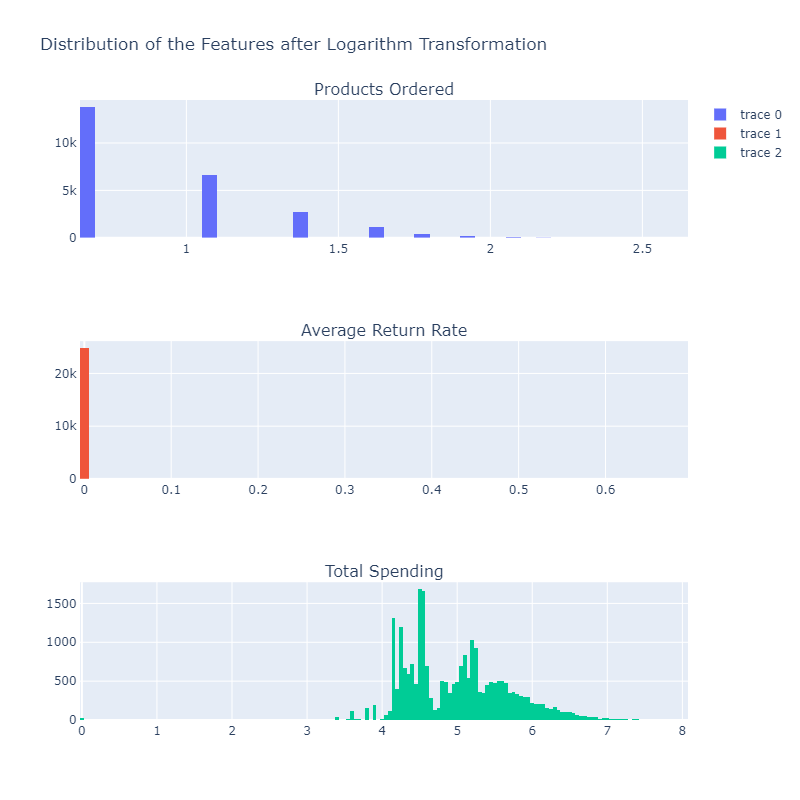 Distribution of the Features after Logarithm Transformation
Products Ordered
trace 0
trace 1
trace 2
10k
5k
0
1
1.5
2
2.5
Average Return Rate
20k
10k
0
0
0.1
0.2
0.3
0.4
0.5
0.6
Total Spending
1500
1000
500
0
0
1
2
3
4
5
6
7
8